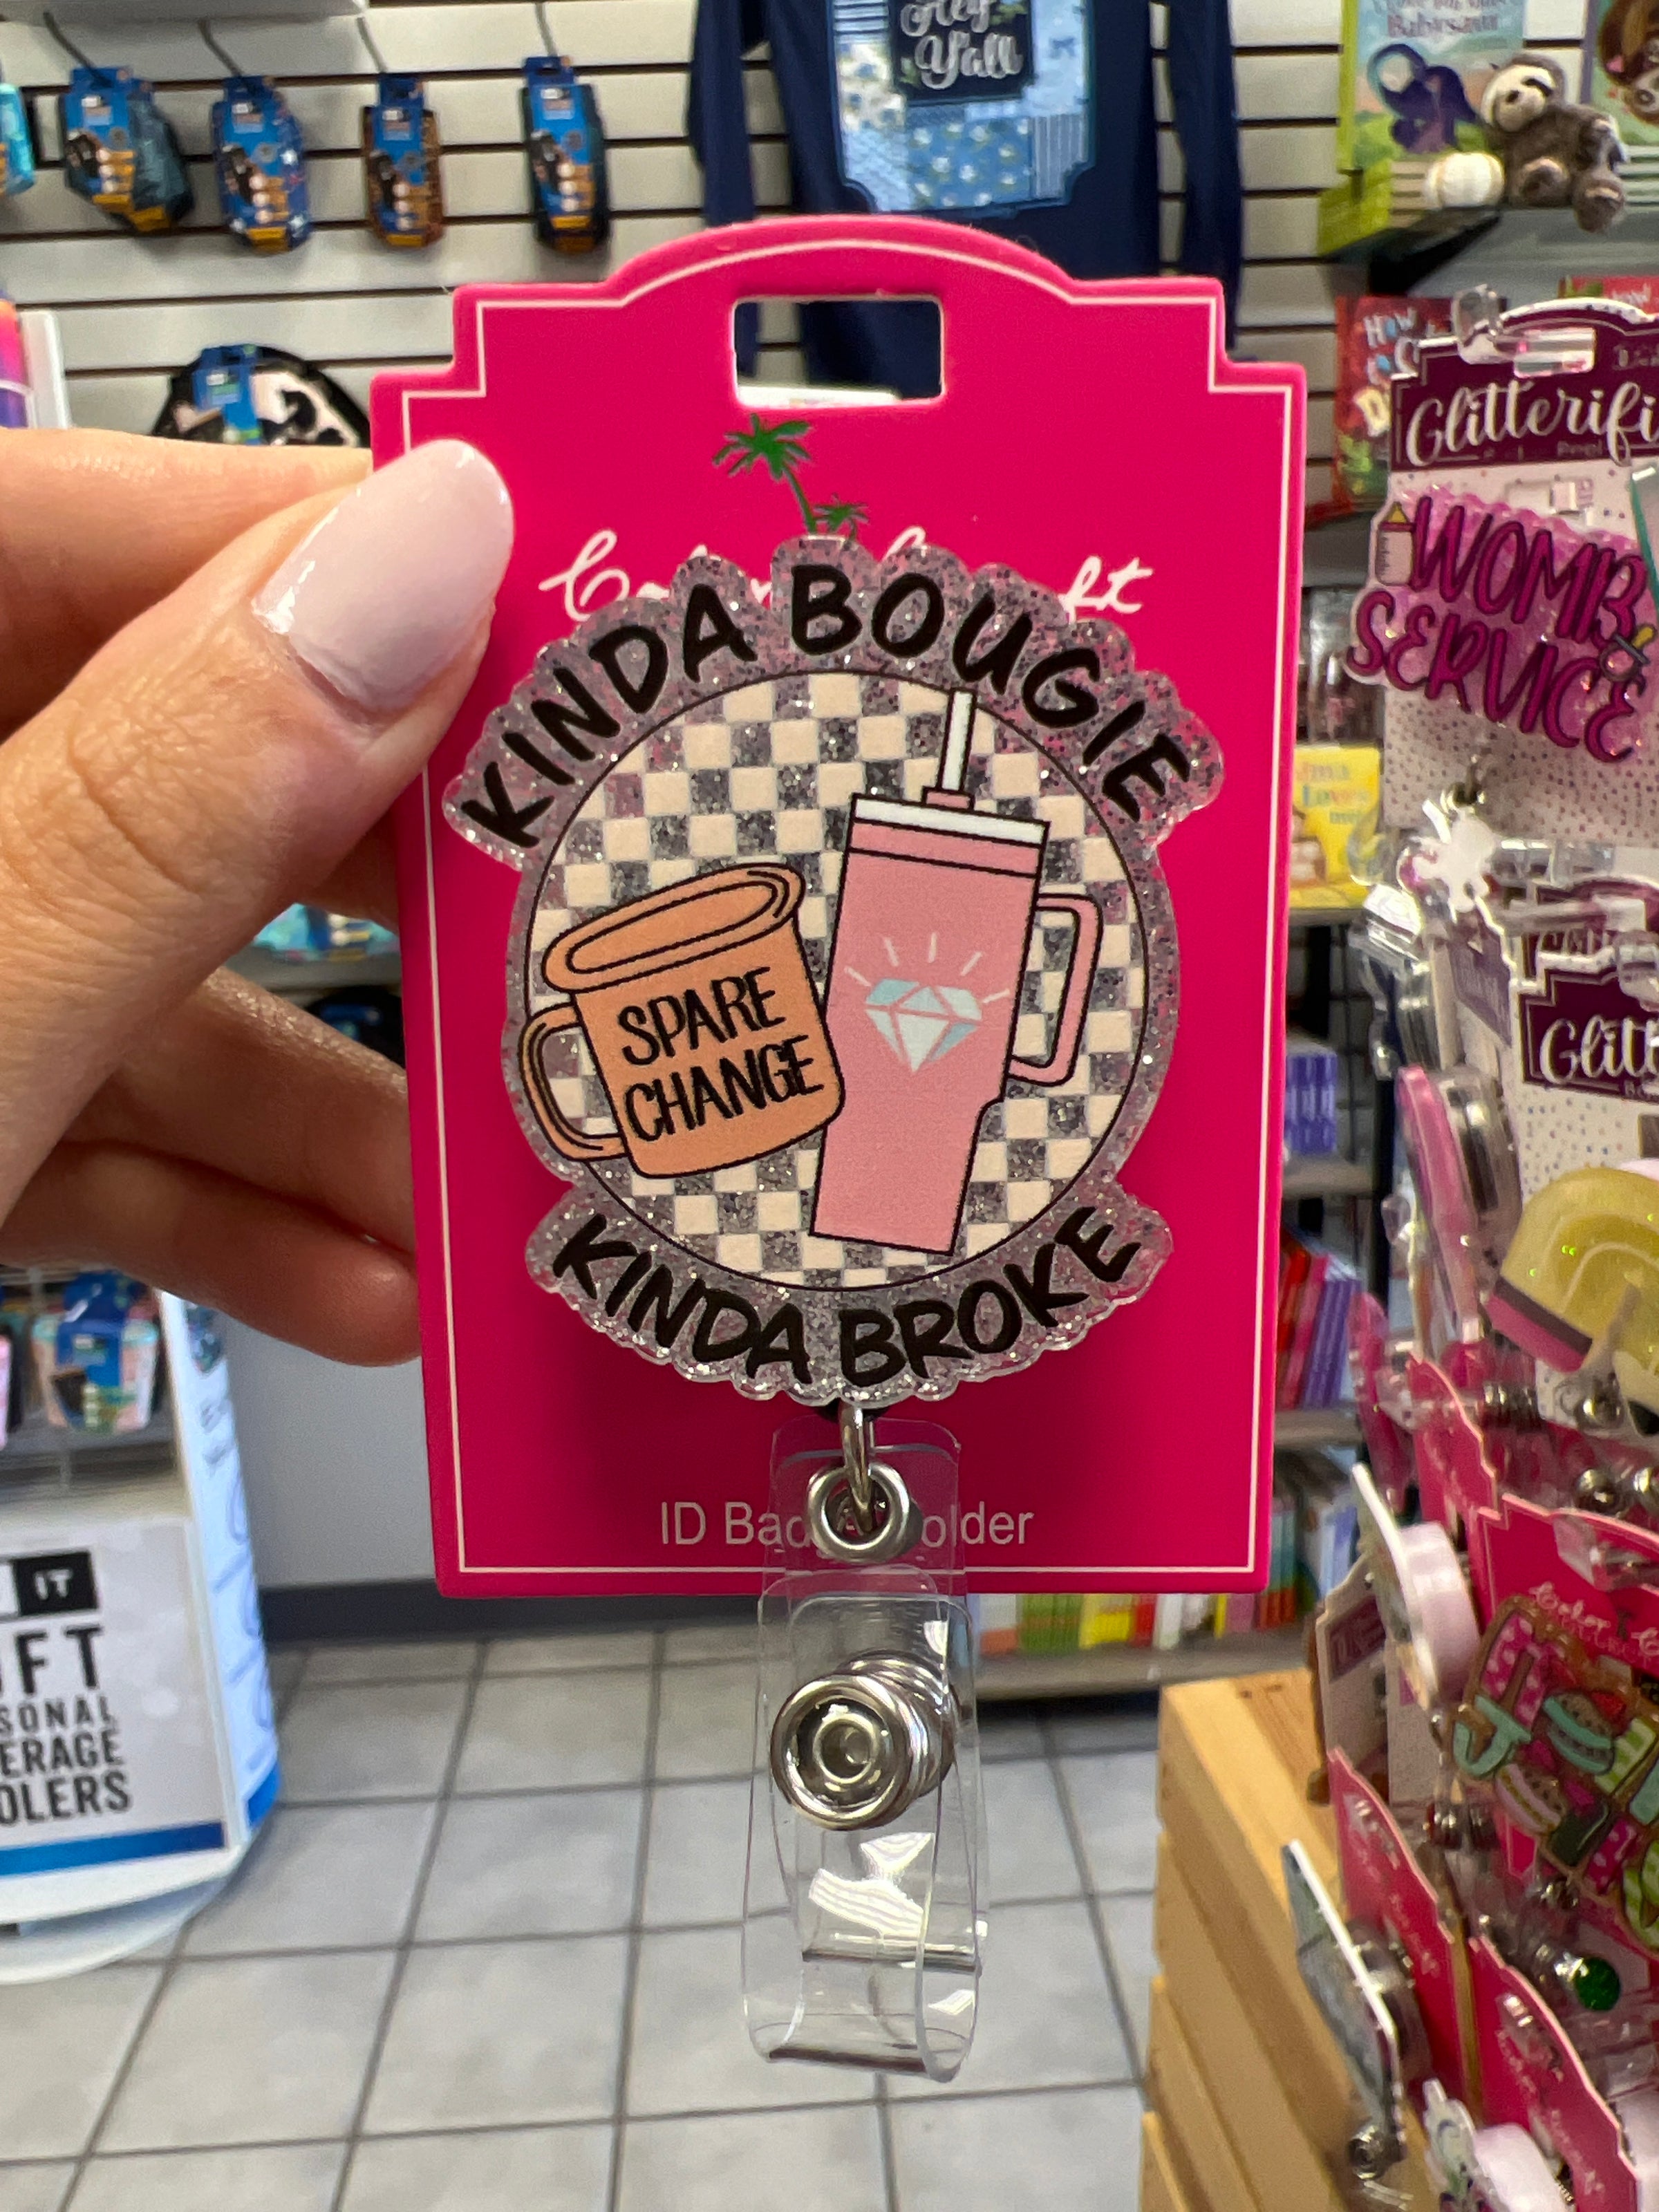 Hey
Y'all
KINDA BOUGIE
SPARE
CHANGE
KINDA BROKE
ID Badge Holder
Glitterifi
WOMB
SERVICE
Glitt
IT
FT
SONAL
ERAGE
OLERS